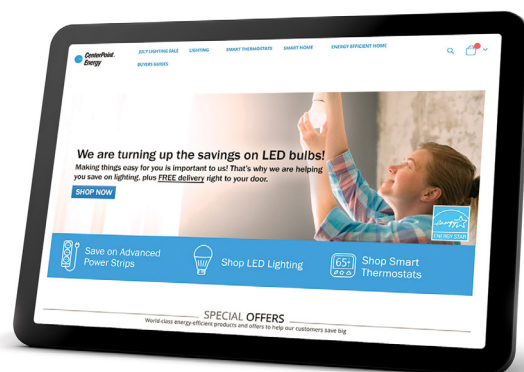 CenterPoint.
Energy
JULY LIGHTING SALE LIGHTING SMART THERMOSTATS SMART HOME ENERGY EFFICIENT HOME
BUYERS GUIDES
We are turning up the savings on LED bulbs!
Making things easy for you is important to us! That's why we are helping
you save on lighting, plus FREE delivery right to your door.
SHOP NOW
energy
ENERGY STAR
Save on Advanced
Power Strips
Shop LED Lighting
65°
Shop Smart
Thermostats
SPECIAL OFFERS
World-class energy-efficient products and offers to help our customers save big